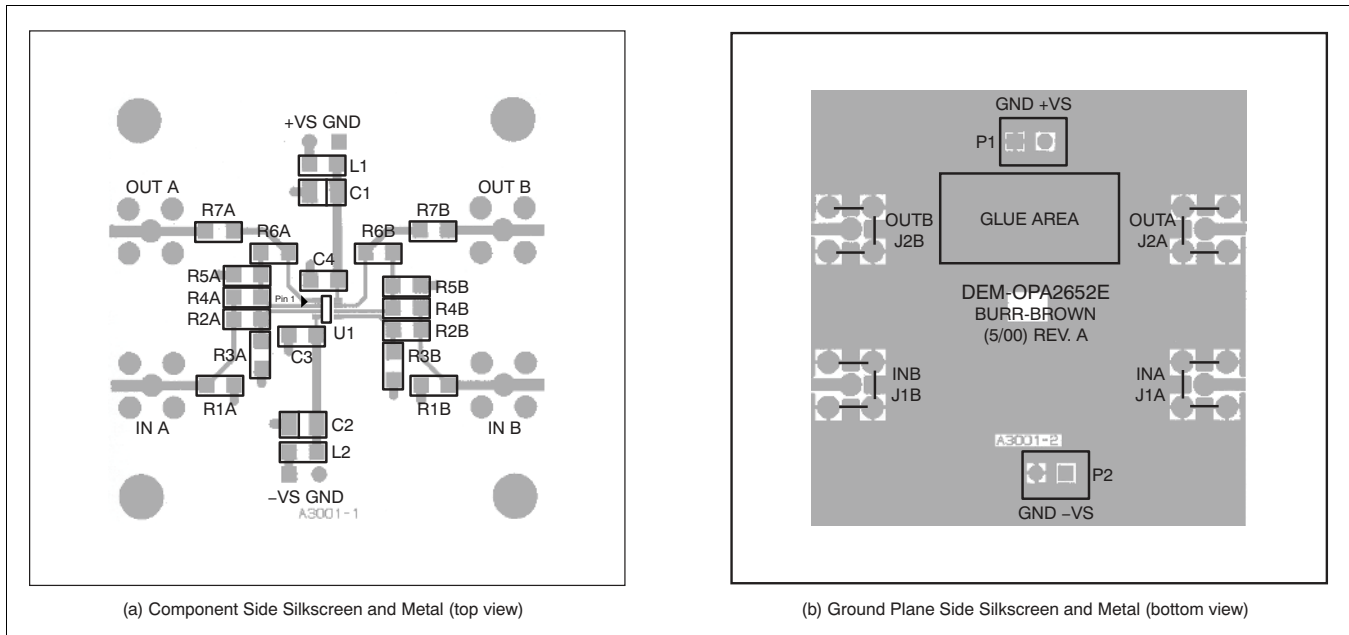 +VS GND
L1
C1
OUT A
OUT B
R7A
R7B
R6A
R6B
C4
R5A
R5B
R4A
Pin 1
R4B
R2A
U1
R2B
R3A
C3
R3B
R1A
R1B
IN A
C2
IN B
L2
–VS GND
A3001-1
(a) Component Side Silkscreen and Metal (top view)
GND +VS
P1
GLUE AREA
OUTB
J2B
OUTA
J2A
DEM-OPA2652E
BURR-BROWN
(5/00) REV. A
INB
J1B
INA
J1A
A3001-2
P2
GND –VS
(b) Ground Plane Side Silkscreen and Metal (bottom view)